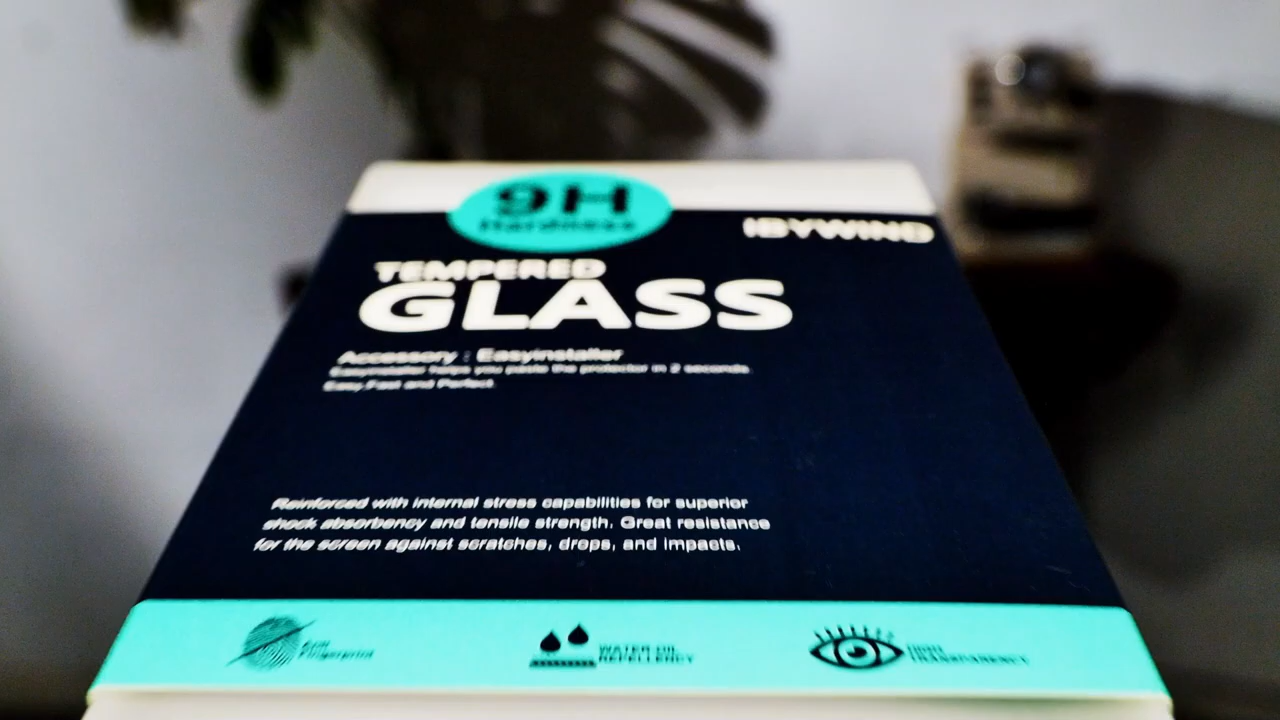 9H
Hardness
IBYWIND
TEMPERED
GLASS
Accessory : Easyinstaller
Easyinstaller helps you paste the protector in 2 seconds
Easy,Fast and Perfect.
Reinforced with internal stress capabilities for superior
shock absorbency and tensile strength. Great resistance
for the screen against scratches, drops, and impacts.
Anti
Fingerprint
WATER OIL
REPELLENCY
HIGH
TRANSPARENCY